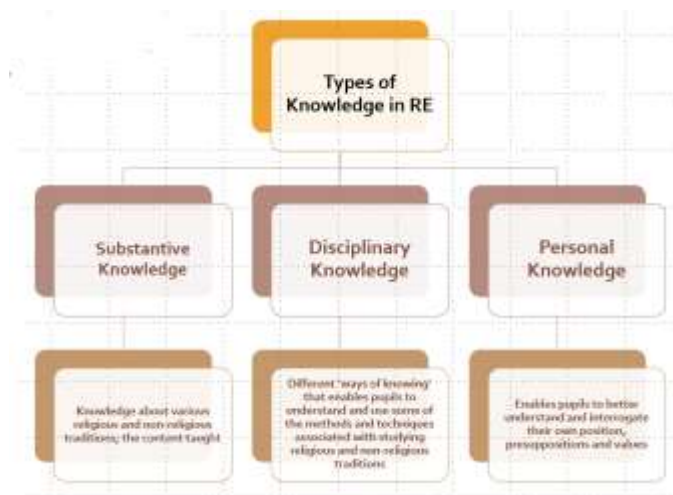 Types of
Knowledge in RE
Substantive
Knowledge
Disciplinary
Knowledge
Personal
Knowledge
Knowledge about various
religious and non-religious
traditions; the content taught
Different 'ways of knowing'
that enables pupils to
understand and use some of
the methods and techniques
associated with studying
religious and non-religious
traditions
Enables pupils to better
understand and interrogate
their own position,
presuppositions and values